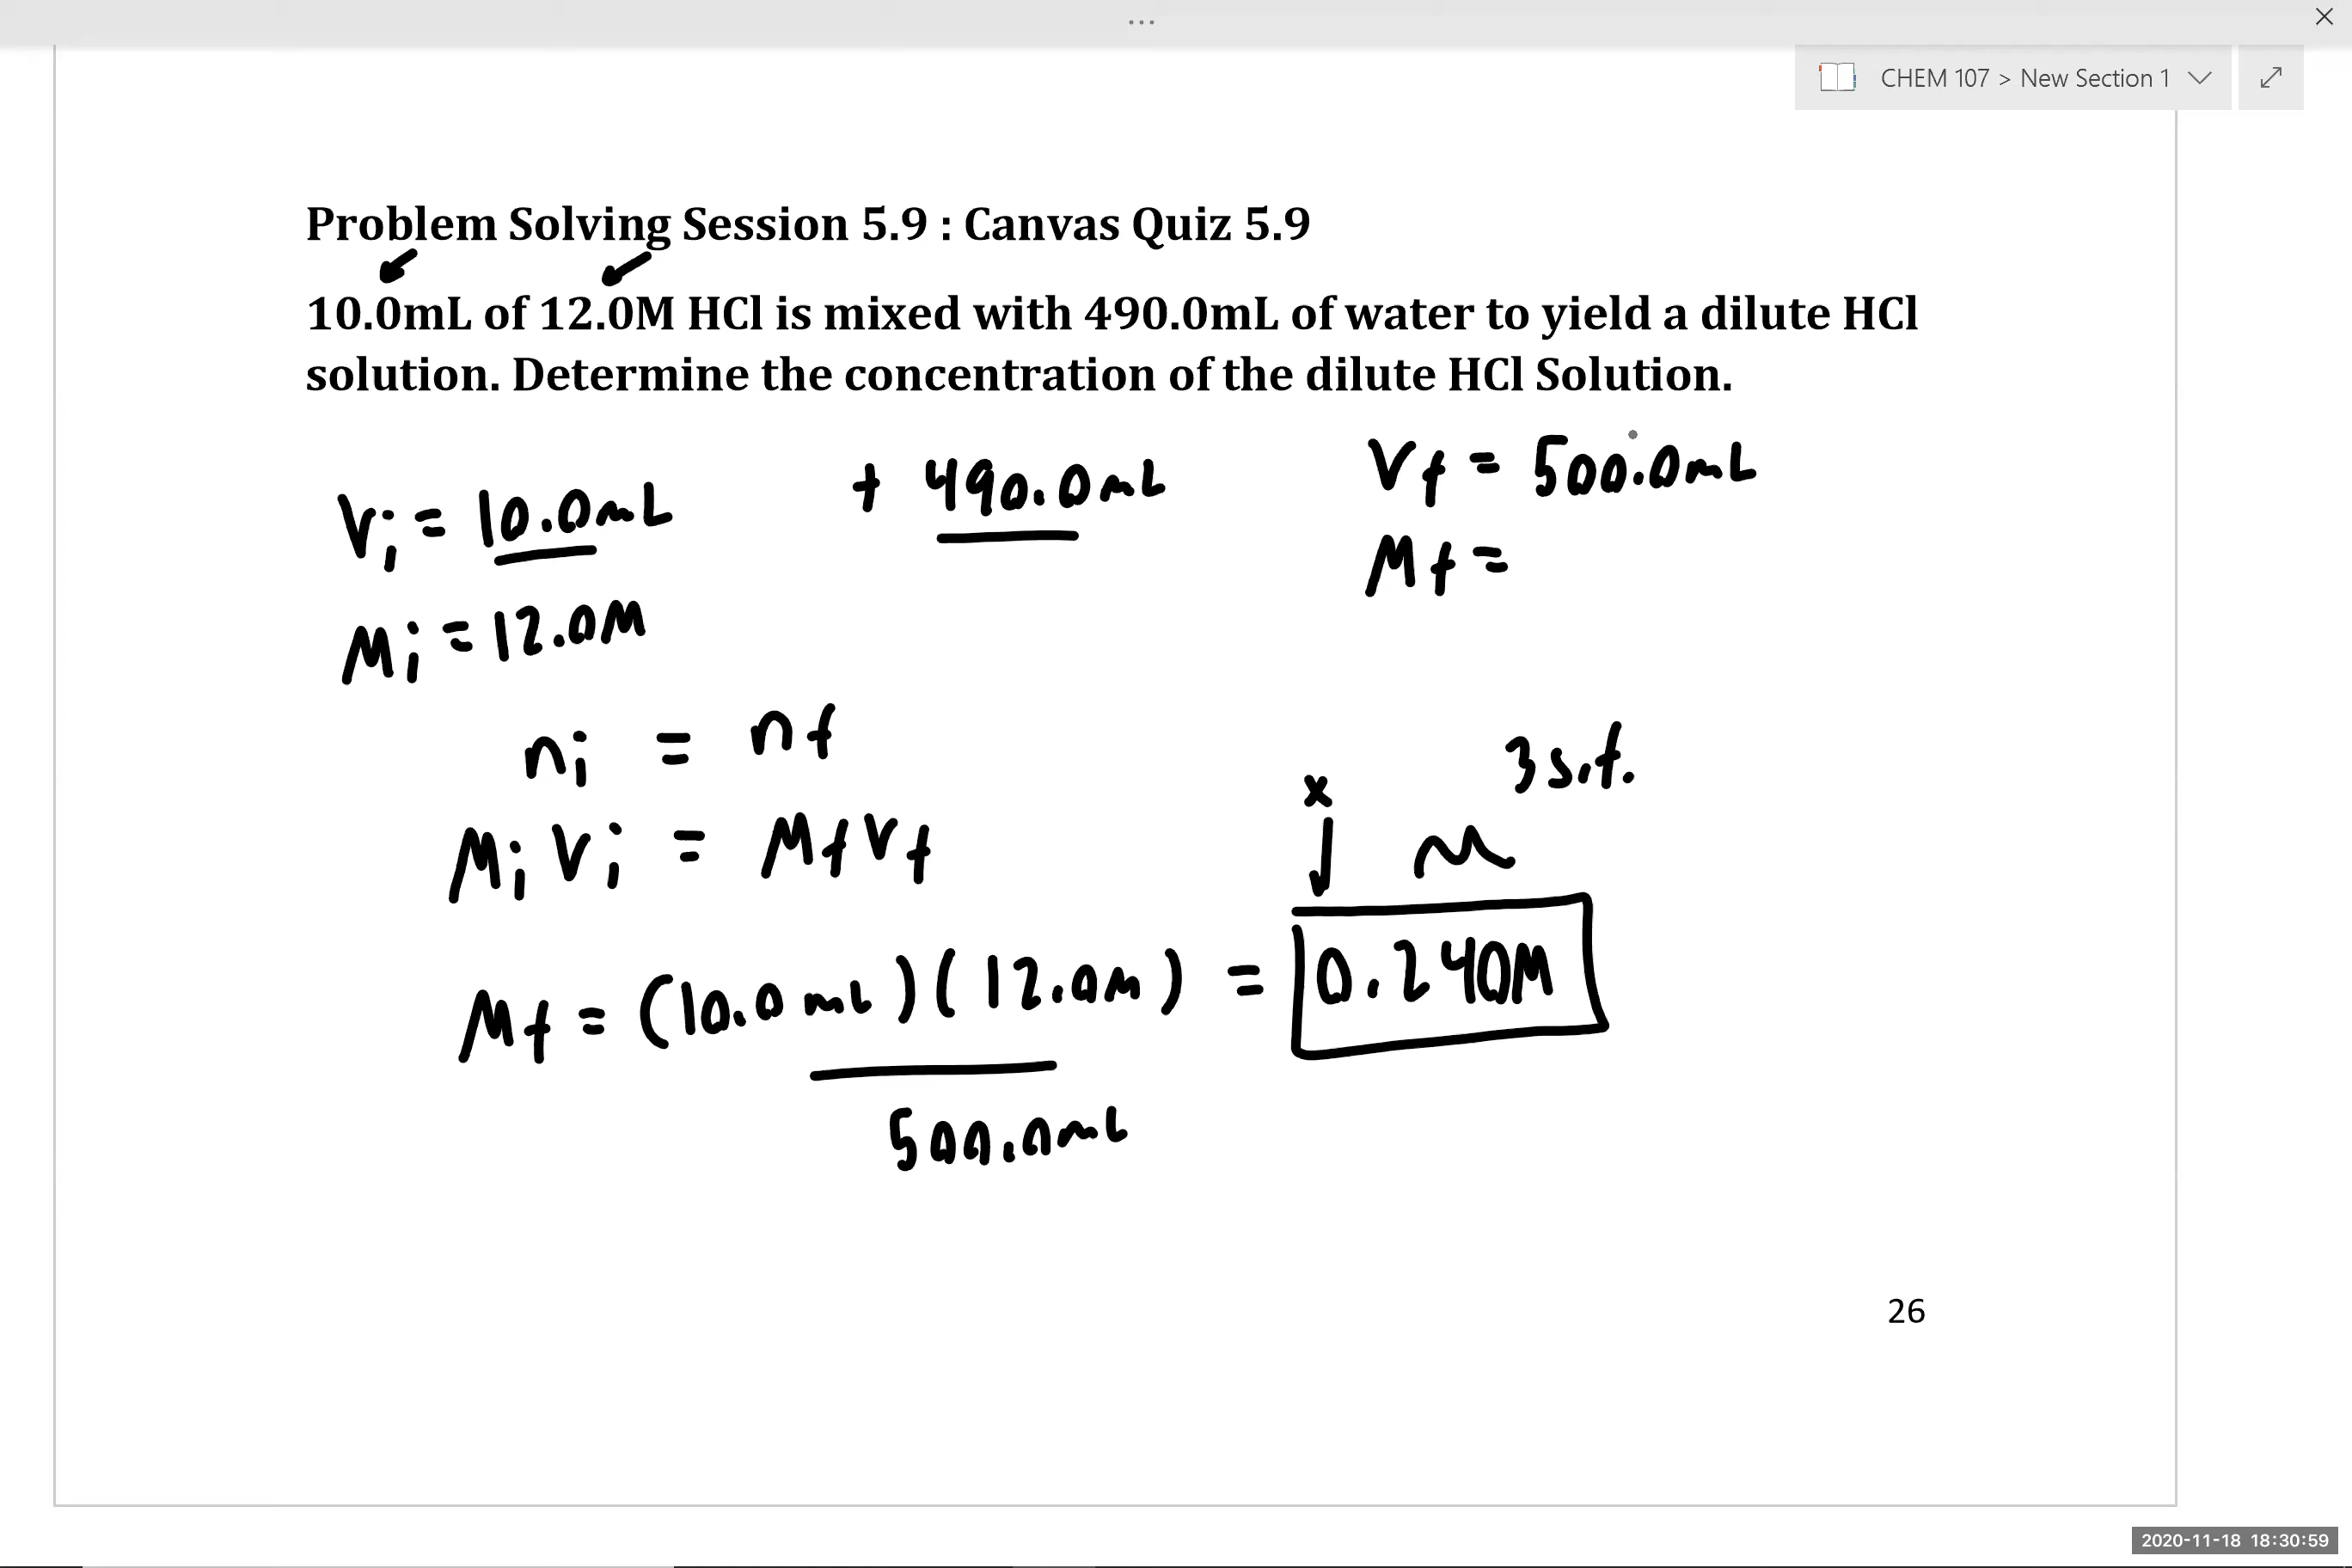 ...
CHEM 107 > New Section 1
Problem Solving Session 5.9 : Canvas Quiz 5.9
10.0mL of 12.0M HCl is mixed with 490.0mL of water to yield a dilute HCl
solution. Determine the concentration of the dilute HCl Solution.
Vi = 10.0mL + 490.0mL Vf = 500.0mL
Mi = 12.0M Mf =
ni = nf 3 s.f.
MiVi = MfVf x
Mf = (10.0mL)(12.0M) = 0.240M
500.0mL
26
2020-11-18 18:30:59